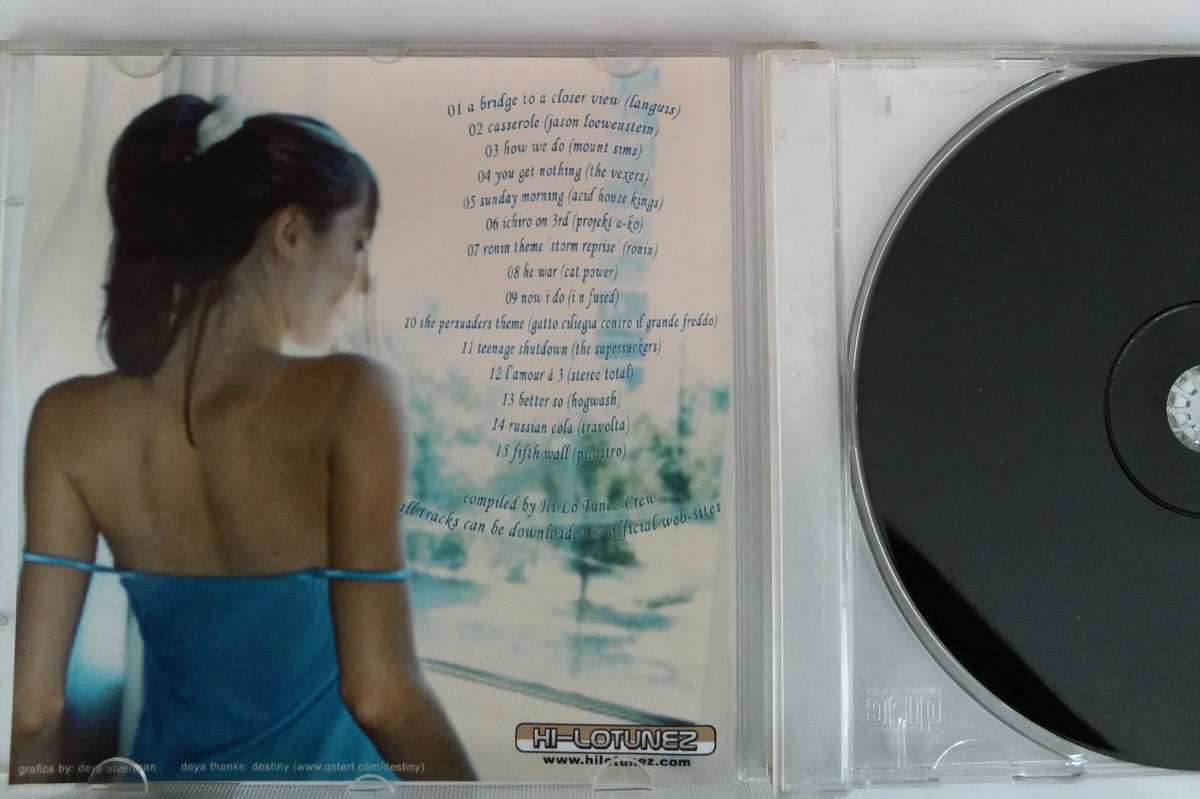 01 a bridge to a closer view (languis)
02 casserole (jason loewenstein)
03 how we do (mount sims)
04 you get nothing (the vexers)
05 sunday morning (acid house kings)
06 ichiro on 3rd (projekt a-ko)
07 ronin theme 'storm reprise' (ronin)
08 he war (cat power)
09 now i do (i n fused)
10 the persuaders theme (gatto ciliegia contro il grande freddo)
11 teenage shutdown (the supersuckers)
12 l'amour à 3 (stereo total)
13 better so (hogwash)
14 russian cola (travolta)
15 fifth wall (picastro)
compiled by Hi Lo Tunez Crew
all tracks can be downloaded @ official web-sites
HI-LOTUNEZ
www.hilotunez.com
grafics by: deya alverman deya thanks: destiny (www.qstart.com/destiny)
disc